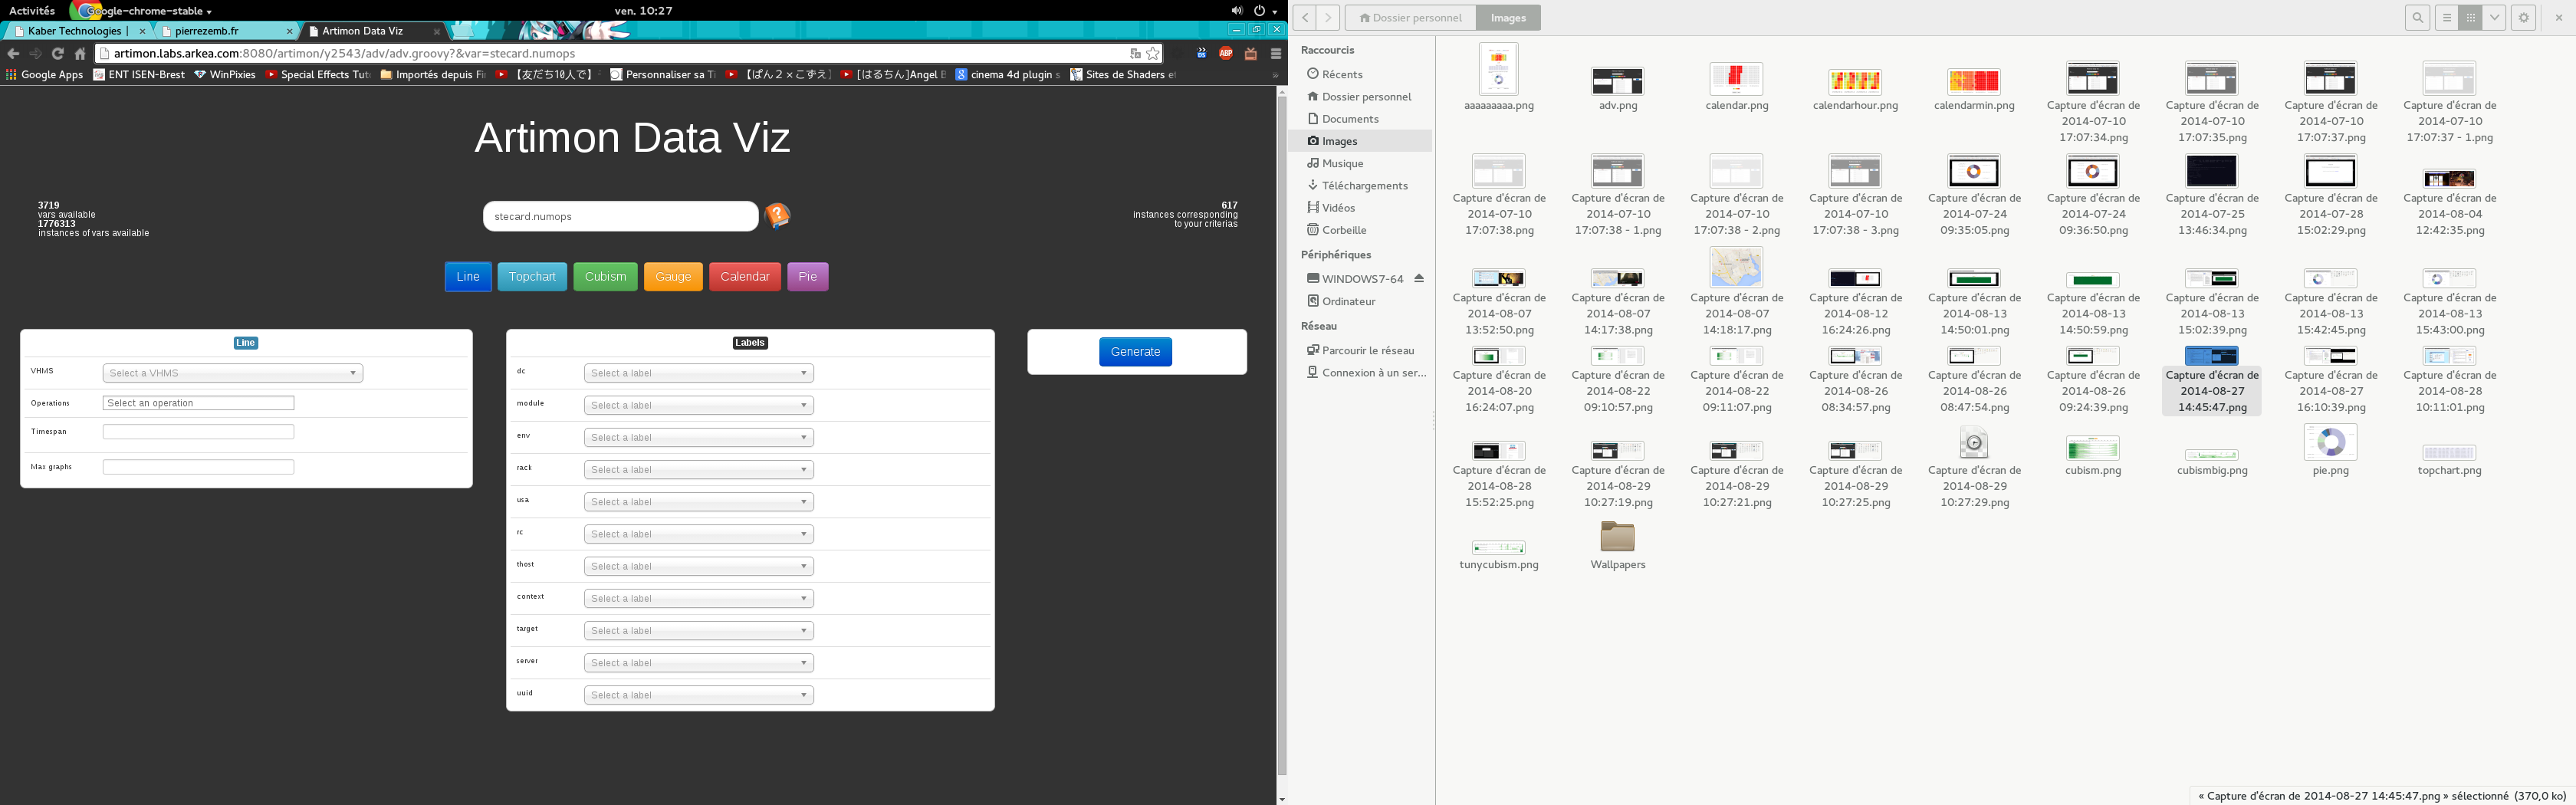 Activités
Google-chrome-stable
ven. 10:27
Kaber Technologies |
pierrezemb.fr
Artimon Data Viz
artimon.labs.arkea.com:8080/artimon/y2543/adv/adv.groovy?&var=stecard.numops
Google Apps
ENT ISEN-Brest
WinPixies
Special Effects Tut
Importés depuis Fi
【友だち10人で】
Personnaliser sa Ti
【ぱん2×こずえ】
[はるちん]Angel B
cinema 4d plugin s
Sites de Shaders et
»
Artimon Data Viz
3719
vars available
1776313
instances of vars available
stecard.numops
617
instances corresponding
to your criterias
Line
Topchart
Cubism
Gauge
Calendar
Pie
Line
VHMS
Select a VHMS
Operations
Select an operation
Timespan
Max graphs
Labels
dc
Select a label
module
Select a label
env
Select a label
rack
Select a label
usa
Select a label
rc
Select a label
thost
Select a label
context
Select a label
target
Select a label
server
Select a label
uuid
Select a label
Generate
Dossier personnel
Images
Raccourcis
Récents
Dossier personnel
Documents
Images
Musique
Téléchargements
Vidéos
Corbeille
Périphériques
WINDOWS7-64
Ordinateur
Réseau
Parcourir le réseau
Connexion à un ser...
aaaaaaaaa.png
adv.png
calendar.png
calendarhour.png
calendarmin.png
Capture d'écran de
2014-07-10
17:07:34.png
Capture d'écran de
2014-07-10
17:07:35.png
Capture d'écran de
2014-07-10
17:07:37.png
Capture d'écran de
2014-07-10
17:07:37 - 1.png
Capture d'écran de
2014-07-10
17:07:38.png
Capture d'écran de
2014-07-10
17:07:38 - 1.png
Capture d'écran de
2014-07-10
17:07:38 - 2.png
Capture d'écran de
2014-07-10
17:07:38 - 3.png
Capture d'écran de
2014-07-24
09:35:05.png
Capture d'écran de
2014-07-24
09:36:50.png
Capture d'écran de
2014-07-25
13:46:34.png
Capture d'écran de
2014-07-28
15:02:29.png
Capture d'écran de
2014-08-04
12:42:35.png
Capture d'écran de
2014-08-07
13:52:50.png
Capture d'écran de
2014-08-07
14:17:38.png
Capture d'écran de
2014-08-07
14:18:17.png
Capture d'écran de
2014-08-12
16:24:26.png
Capture d'écran de
2014-08-13
14:50:01.png
Capture d'écran de
2014-08-13
14:50:59.png
Capture d'écran de
2014-08-13
15:02:39.png
Capture d'écran de
2014-08-13
15:42:45.png
Capture d'écran de
2014-08-13
15:43:00.png
Capture d'écran de
2014-08-20
16:24:07.png
Capture d'écran de
2014-08-22
09:10:57.png
Capture d'écran de
2014-08-22
09:11:07.png
Capture d'écran de
2014-08-26
08:34:57.png
Capture d'écran de
2014-08-26
08:47:54.png
Capture d'écran de
2014-08-26
09:24:39.png
Capture d'écran de
2014-08-27
14:45:47.png
Capture d'écran de
2014-08-27
16:10:39.png
Capture d'écran de
2014-08-28
10:11:01.png
Capture d'écran de
2014-08-28
15:52:25.png
Capture d'écran de
2014-08-29
10:27:19.png
Capture d'écran de
2014-08-29
10:27:21.png
Capture d'écran de
2014-08-29
10:27:25.png
Capture d'écran de
2014-08-29
10:27:29.png
cubism.png
cubismbig.png
pie.png
topchart.png
tunycubism.png
Wallpapers
« Capture d'écran de 2014-08-27 14:45:47.png » sélectionné (370,0 ko)